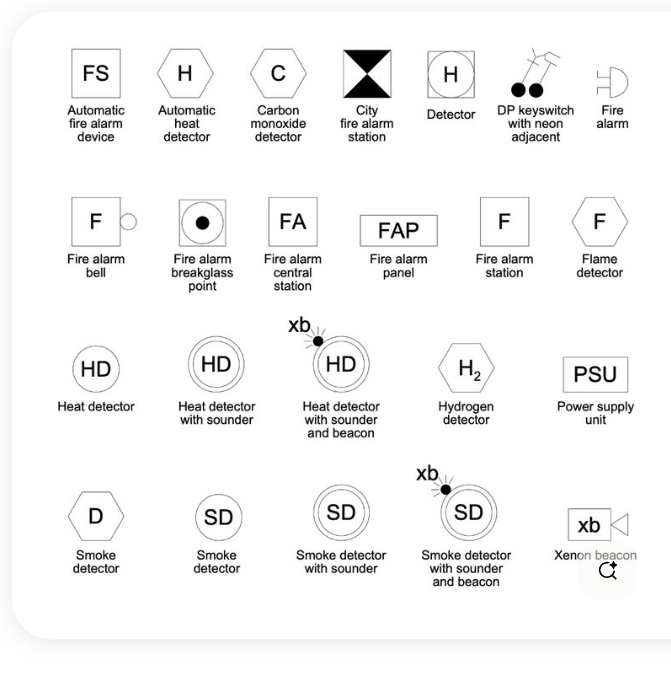 FS
H
C
H
Automatic
fire alarm
device
Automatic
heat
detector
Carbon
monoxide
detector
City
fire alarm
station
Detector
DP keyswitch
with neon
adjacent
Fire
alarm
F
FA
FAP
F
F
Fire alarm
bell
Fire alarm
breakglass
point
Fire alarm
central
station
Fire alarm
panel
Fire alarm
station
Flame
detector
HD
HD
xb
HD
H₂
PSU
Heat detector
Heat detector
with sounder
Heat detector
with sounder
and beacon
Hydrogen
detector
Power supply
unit
D
SD
SD
xb
SD
xb
Smoke
detector
Smoke
detector
Smoke detector
with sounder
Smoke detector
with sounder
and beacon
Xenon beacon